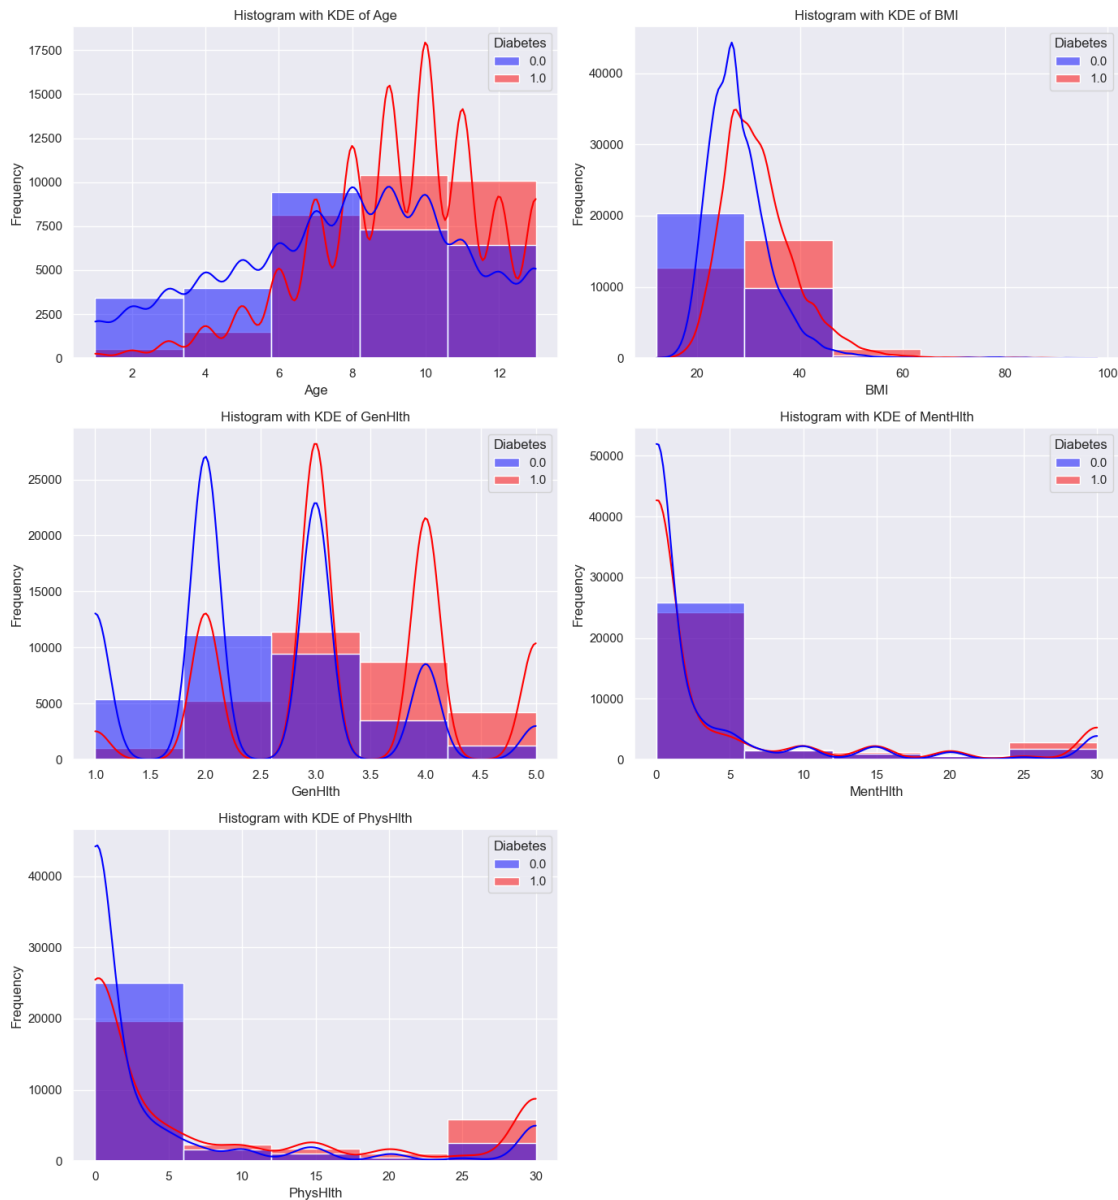 Histogram with KDE of Age
17500
15000
12500
10000
7500
5000
2500
0
Frequency
2 4 6 8 10 12
Age
Diabetes
0.0
1.0
Histogram with KDE of BMI
40000
30000
20000
10000
0
Frequency
20 40 60 80 100
BMI
Diabetes
0.0
1.0
Histogram with KDE of GenHlth
25000
20000
15000
10000
5000
0
Frequency
1.0 1.5 2.0 2.5 3.0 3.5 4.0 4.5 5.0
GenHlth
Diabetes
0.0
1.0
Histogram with KDE of MentHlth
50000
40000
30000
20000
10000
0
Frequency
0 5 10 15 20 25 30
MentHlth
Diabetes
0.0
1.0
Histogram with KDE of PhysHlth
40000
30000
20000
10000
0
Frequency
0 5 10 15 20 25 30
PhysHlth
Diabetes
0.0
1.0